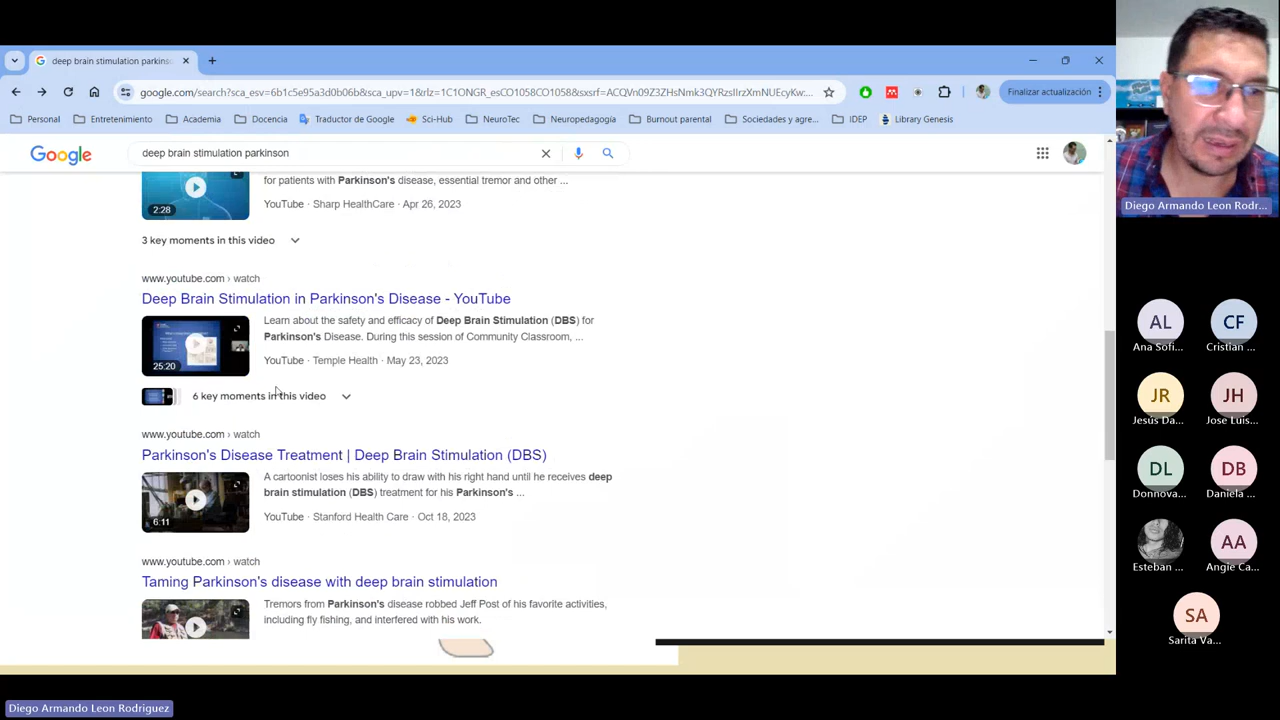 deep brain stimulation parkins
google.com/search?sca_esv=6b1c5e95a3d0b06b&sca_upv=1&rlz=1C1ONGR_esCO1058CO1058&sxsrf=ACQVn09Z3ZHsNmk3QYRzsIIrzXmNUEcyKw:...
Finalizar actualización
Personal
Entretenimiento
Academia
Docencia
Traductor de Google
Sci-Hub
NeuroTec
Neuropedagogía
Burnout parental
Sociedades y agre...
IDEP
Library Genesis
Google
deep brain stimulation parkinson
for patients with Parkinson's disease, essential tremor and other ...
2:28
YouTube · Sharp HealthCare · Apr 26, 2023
3 key moments in this video
www.youtube.com › watch
Deep Brain Stimulation in Parkinson's Disease - YouTube
Learn about the safety and efficacy of Deep Brain Stimulation (DBS) for
Parkinson's Disease. During this session of Community Classroom, ...
25:20
YouTube · Temple Health · May 23, 2023
6 key moments in this video
www.youtube.com › watch
Parkinson's Disease Treatment | Deep Brain Stimulation (DBS)
A cartoonist loses his ability to draw with his right hand until he receives deep
brain stimulation (DBS) treatment for his Parkinson's ...
6:11
YouTube · Stanford Health Care · Oct 18, 2023
www.youtube.com › watch
Taming Parkinson's disease with deep brain stimulation
Tremors from Parkinson's disease robbed Jeff Post of his favorite activities,
including fly fishing, and interfered with his work.
Diego Armando Leon Rodr...
AL
Ana Sofi...
CF
Cristian ...
JR
Jesús Da...
JH
Jose Luis...
DL
Donnova...
DB
Daniela ...
Esteban ...
AA
Angie Ca...
SA
Sarita Va...
Diego Armando Leon Rodriguez